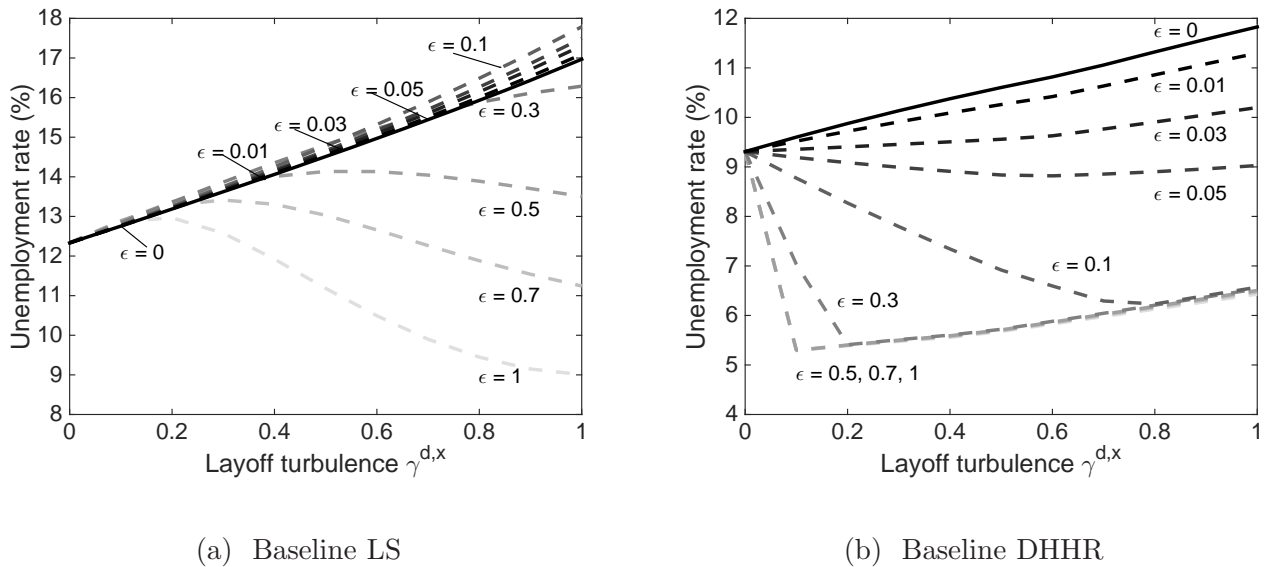 18
17
16
15
14
13
12
11
10
9
8
Unemployment rate (%)
ϵ = 0.1
ϵ = 0.05
ϵ = 0.3
ϵ = 0.03
ϵ = 0.01
ϵ = 0.5
ϵ = 0
ϵ = 0.7
ϵ = 1
0 0.2 0.4 0.6 0.8 1
Layoff turbulence γ^d,x
(a) Baseline LS
12
11
10
9
8
7
6
5
4
Unemployment rate (%)
ϵ = 0
ϵ = 0.01
ϵ = 0.03
ϵ = 0.05
ϵ = 0.1
ϵ = 0.3
ϵ = 0.5, 0.7, 1
0 0.2 0.4 0.6 0.8 1
Layoff turbulence γ^d,x
(b) Baseline DHHR